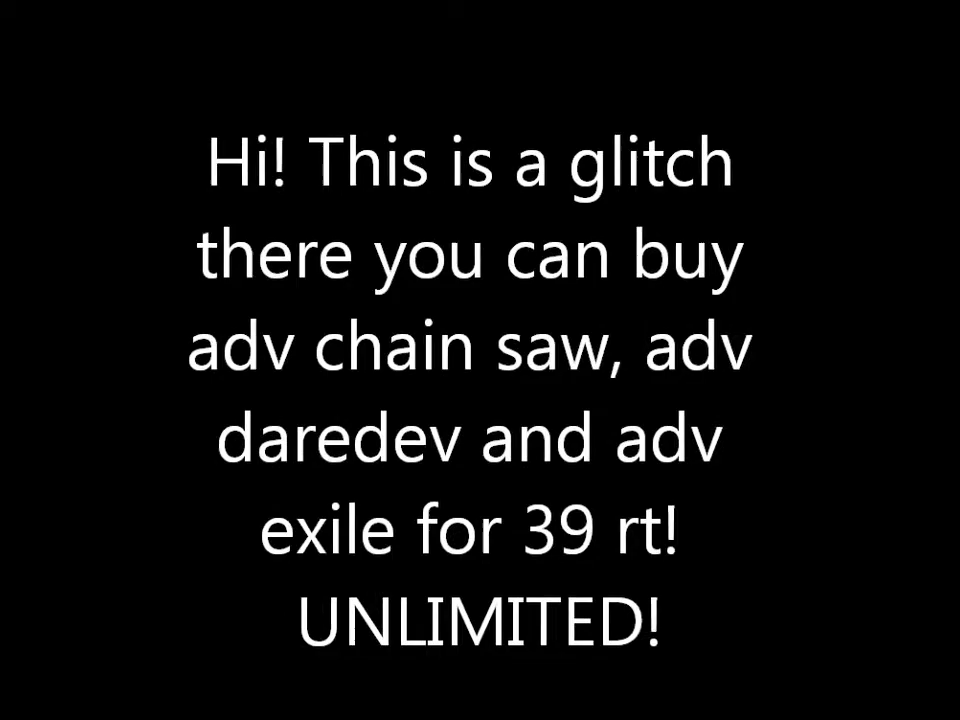 Hi! This is a glitch
there you can buy
adv chain saw, adv
daredev and adv
exile for 39 rt!
UNLIMITED!